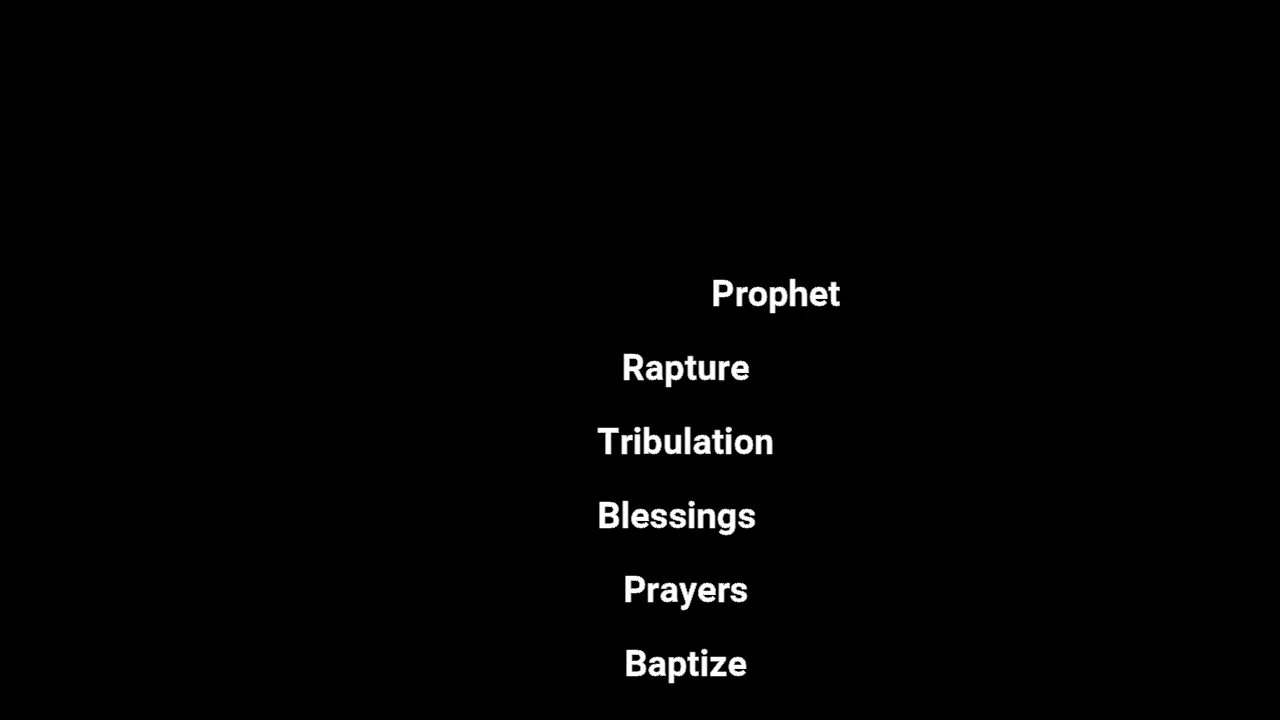 Prophet
Rapture
Tribulation
Blessings
Prayers
Baptize